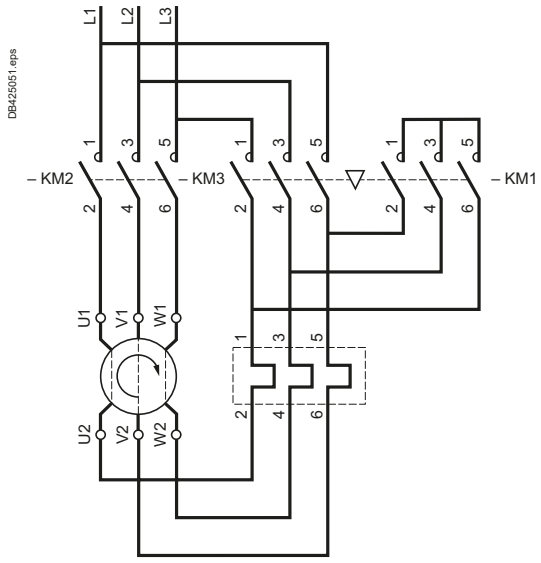 DB425051.eps
L1 L2 L3
1 3 5 1 3 5 1 3 5
– KM2 – KM3 – KM1
2 4 6 2 4 6 2 4 6
U1 V1 W1
1 3 5
2 4 6
U2 V2 W2